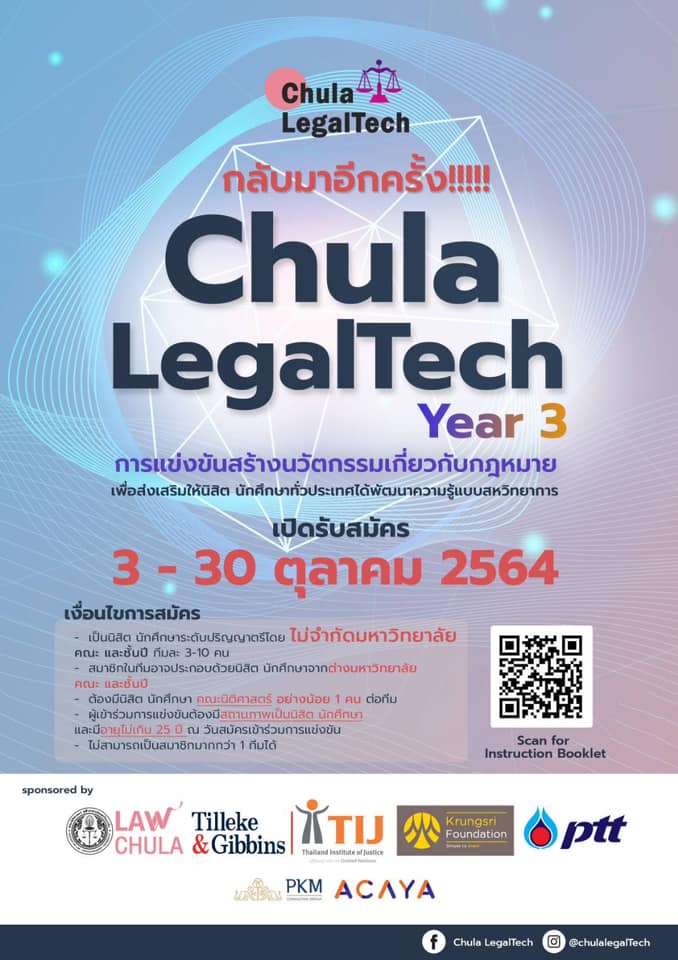 Chula
LegalTech
กลับมาอีกครั้ง!!!!!
Chula
LegalTech
Year 3
การแข่งขันสร้างนวัตกรรมเกี่ยวกับกฎหมาย
เพื่อส่งเสริมให้นิสิต นักศึกษาทั่วประเทศได้พัฒนาความรู้แบบสหวิทยาการ
เปิดรับสมัคร
3 - 30 ตุลาคม 2564
เงื่อนไขการสมัคร
- เป็นนิสิต นักศึกษาระดับปริญญาตรีโดย ไม่จำกัดมหาวิทยาลัย
คณะ และชั้นปี ทีมละ 3-10 คน
- สมาชิกในทีมอาจประกอบด้วยนิสิต นักศึกษาจากต่างมหาวิทยาลัย
คณะ และชั้นปี
- ต้องมีนิสิต นักศึกษา คณะนิติศาสตร์ อย่างน้อย 1 คน ต่อทีม
- ผู้เข้าร่วมการแข่งขันต้องมีสถานภาพเป็นนิสิต นักศึกษา
และมีอายุไม่เกิน 25 ปี ณ วันสมัครเข้าร่วมการแข่งขัน
- ไม่สามารถเป็นสมาชิกมากกว่า 1 ทีมได้
Scan for
Instruction Booklet
sponsored by
LAW
CHULA
Tilleke
& Gibbins
TIJ
Thailand Institute of Justice
Krungsri
Foundation
Simple to share
ptt
PKM
ACAYA
Chula LegalTech
@chulalegalTech